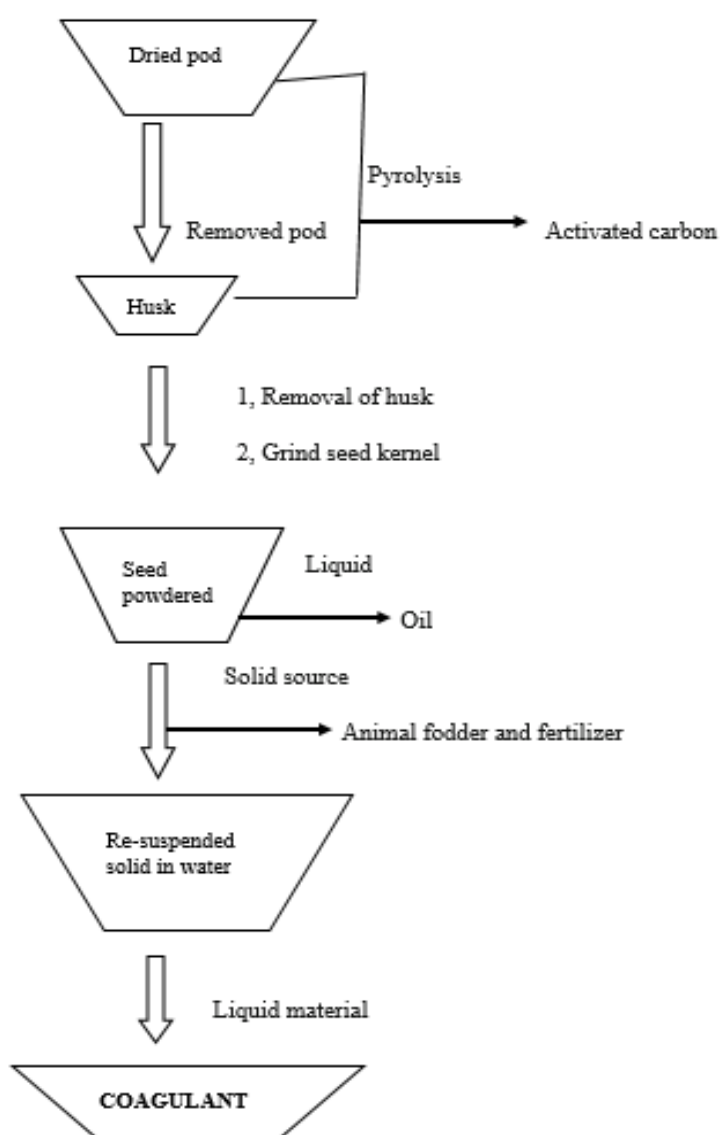 Dried pod
Pyrolysis
Removed pod
Activated carbon
Husk
1, Removal of husk
2, Grind seed kernel
Seed
powdered
Liquid
Oil
Solid source
Animal fodder and fertilizer
Re-suspended
solid in water
Liquid material
COAGULANT